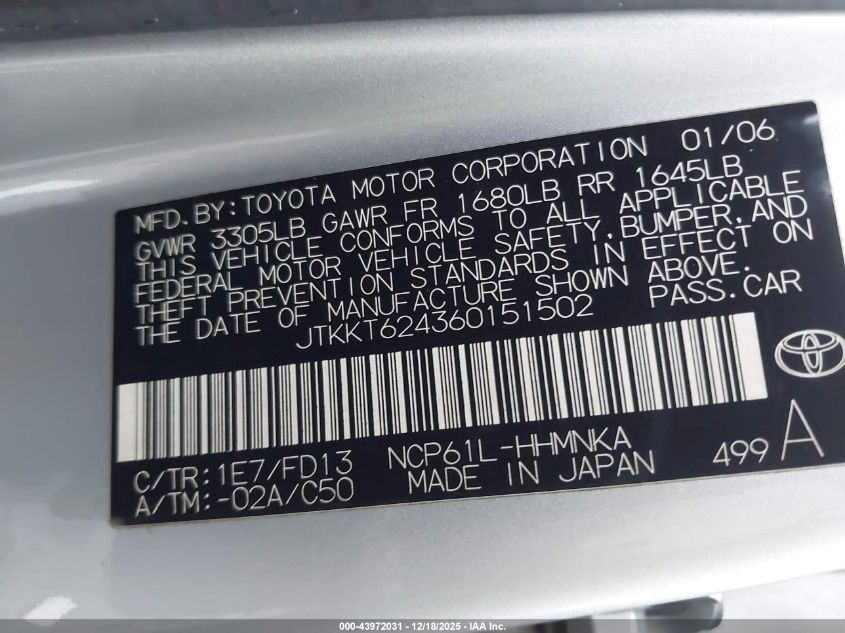 MFD. BY: TOYOTA MOTOR CORPORATION 01/06
GVWR 3305LB GAWR FR 1680LB RR 1645LB
THIS VEHICLE CONFORMS TO ALL APPLICABLE
FEDERAL MOTOR VEHICLE SAFETY, BUMPER, AND
THEFT PREVENTION STANDARDS IN EFFECT ON
THE DATE OF MANUFACTURE SHOWN ABOVE.
JTKKT624360151502 PASS. CAR
C/TR: 1E7/FD13 NCP61L-HHMNKA
A/TM: -02A/C50 MADE IN JAPAN 499 A
000-43972031 - 12/18/2025 - IAA Inc.